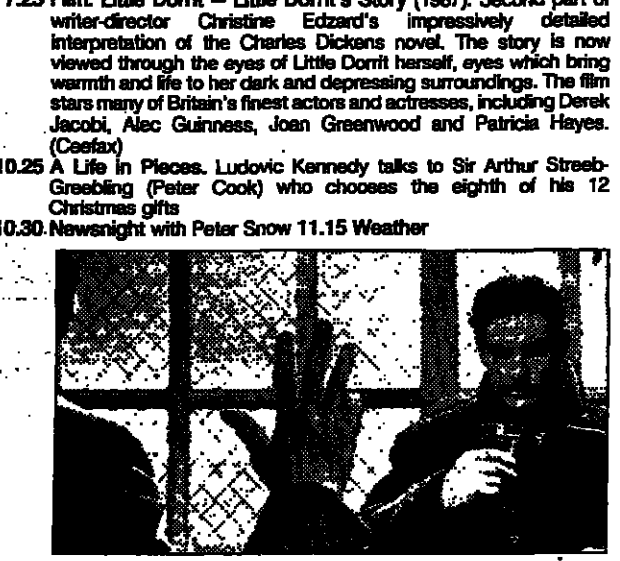 7.25 Film: Little Dorrit — Little Dorrit's Story (1987). Second part of
writer-director Christine Edzard's impressively detailed
interpretation of the Charles Dickens novel. The story is now
viewed through the eyes of Little Dorrit herself, eyes which bring
warmth and life to her dark and depressing surroundings. The film
stars many of Britain's finest actors and actresses, including Derek
Jacobi, Alec Guinness, Joan Greenwood and Patricia Hayes.
(Ceefax)
10.25 A Life in Pieces. Ludovic Kennedy talks to Sir Arthur Streeb-
Greebling (Peter Cook) who chooses the eighth of his 12
Christmas gifts
10.30 Newsnight with Peter Snow 11.15 Weather